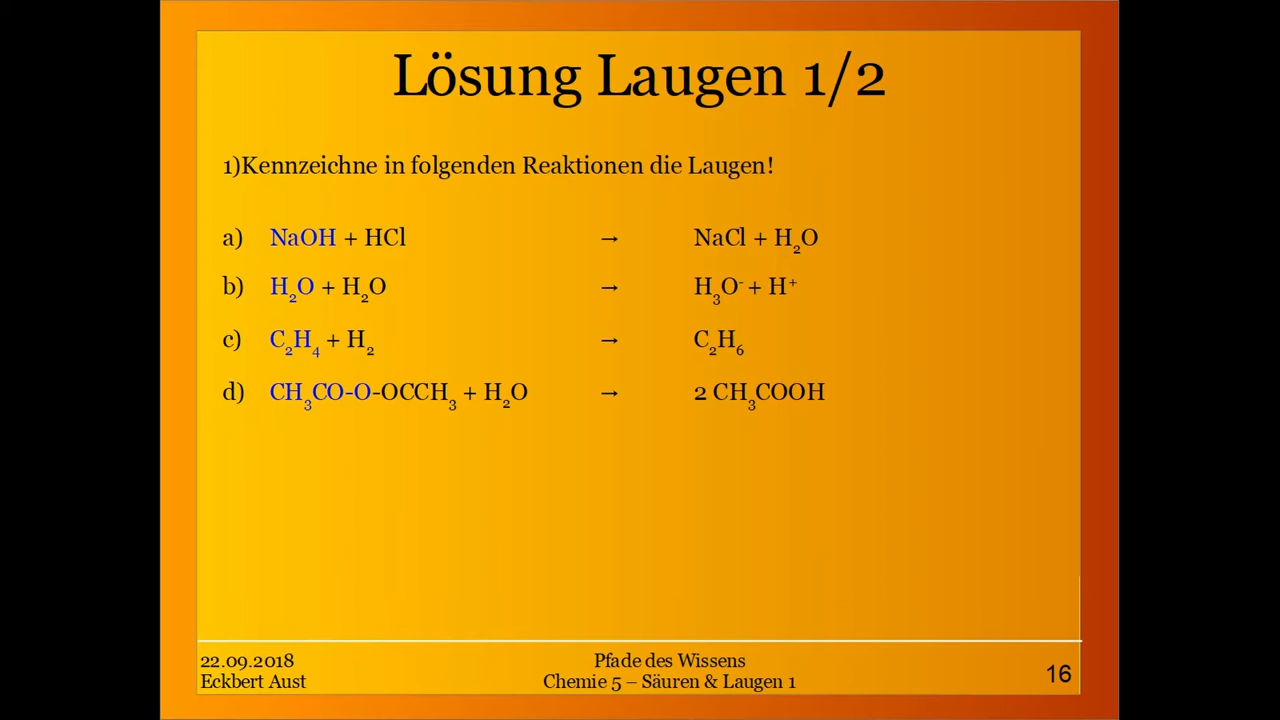 Lösung Laugen 1/2
1)Kennzeichne in folgenden Reaktionen die Laugen!
a) NaOH + HCl → NaCl + H₂O
b) H₂O + H₂O → H₃O⁻ + H⁺
c) C₂H₄ + H₂ → C₂H₆
d) CH₃CO-O-OCCH₃ + H₂O → 2 CH₃COOH
22.09.2018
Eckbert Aust
Pfade des Wissens
Chemie 5 – Säuren & Laugen 1
16